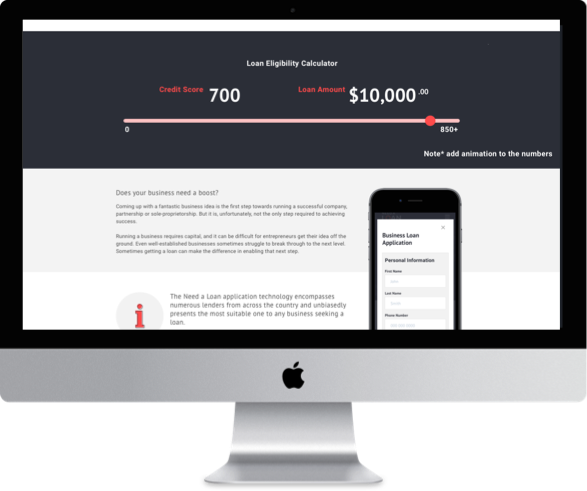 Loan Eligibility Calculator
Credit Score 700 Loan Amount $10,000.00
0 850+
Note* add animation to the numbers
Does your business need a boost?
Coming up with a fantastic business idea is the first step towards running a successful company,
partnership or sole-proprietorship. But it is, unfortunately, not the only step required to achieving
success.
Running a business requires capital, and it can be difficult for entrepreneurs get their idea off the
ground. Even well-established businesses sometimes struggle to break through to the next level.
Sometimes getting a loan can make the difference in enabling that next step.
The Need a Loan application technology encompasses
numerous lenders from across the country and unbiasedly
presents the most suitable one to any business seeking a
loan.
Business Loan
Application
Personal Information
First Name
Last Name
Phone Number